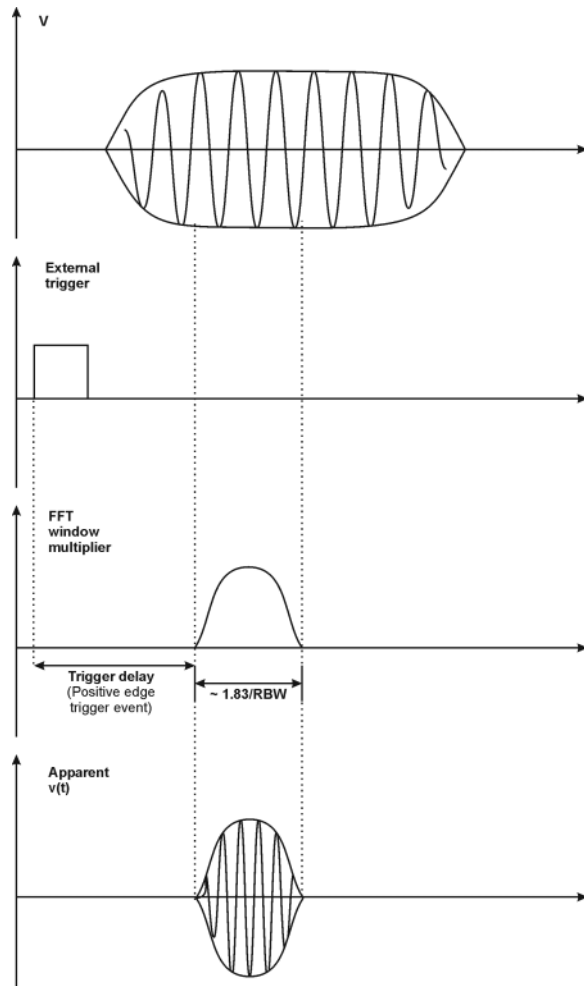 V
External
trigger
FFT
window
multiplier
Trigger delay
(Positive edge
trigger event)
~ 1.83/RBW
Apparent
v(t)